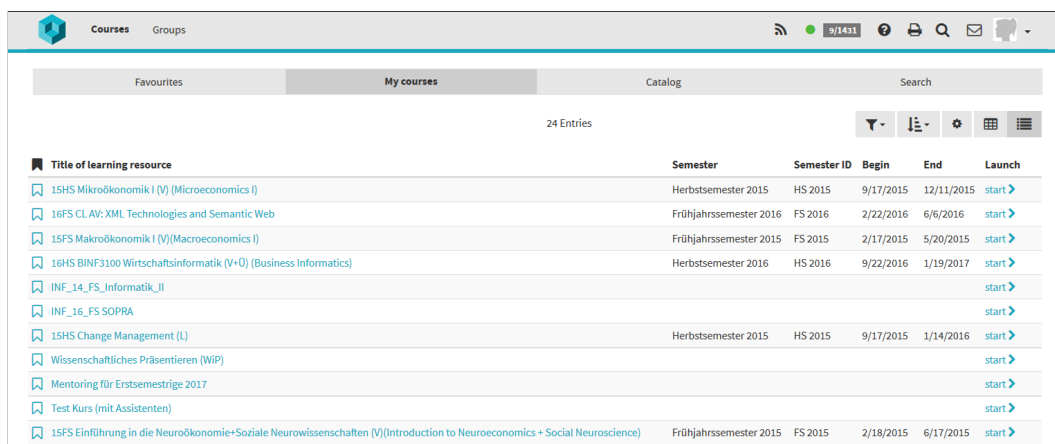 Courses Groups 9/1431
Favourites My courses Catalog Search
24 Entries
Title of learning resource Semester Semester ID Begin End Launch
15HS Mikroökonomik I (V) (Microeconomics I) Herbstsemester 2015 HS 2015 9/17/2015 12/11/2015 start
16FS CL AV: XML Technologies and Semantic Web Frühjahrssemester 2016 FS 2016 2/22/2016 6/6/2016 start
15FS Makroökonomik I (V)(Macroeconomics I) Frühjahrssemester 2015 FS 2015 2/17/2015 5/20/2015 start
16HS BINF3100 Wirtschaftsinformatik (V+Ü) (Business Informatics) Herbstsemester 2016 HS 2016 9/22/2016 1/19/2017 start
INF_14_FS_Informatik_II start
INF_16_FS SOPRA start
15HS Change Management (L) Herbstsemester 2015 HS 2015 9/17/2015 1/14/2016 start
Wissenschaftliches Präsentieren (WiP) start
Mentoring für Erstsemestrige 2017 start
Test Kurs (mit Assistenten) start
15FS Einführung in die Neuroökonomie+Soziale Neurowissenschaften (V)(Introduction to Neuroeconomics + Social Neuroscience) Frühjahrssemester 2015 FS 2015 2/18/2015 6/17/2015 start